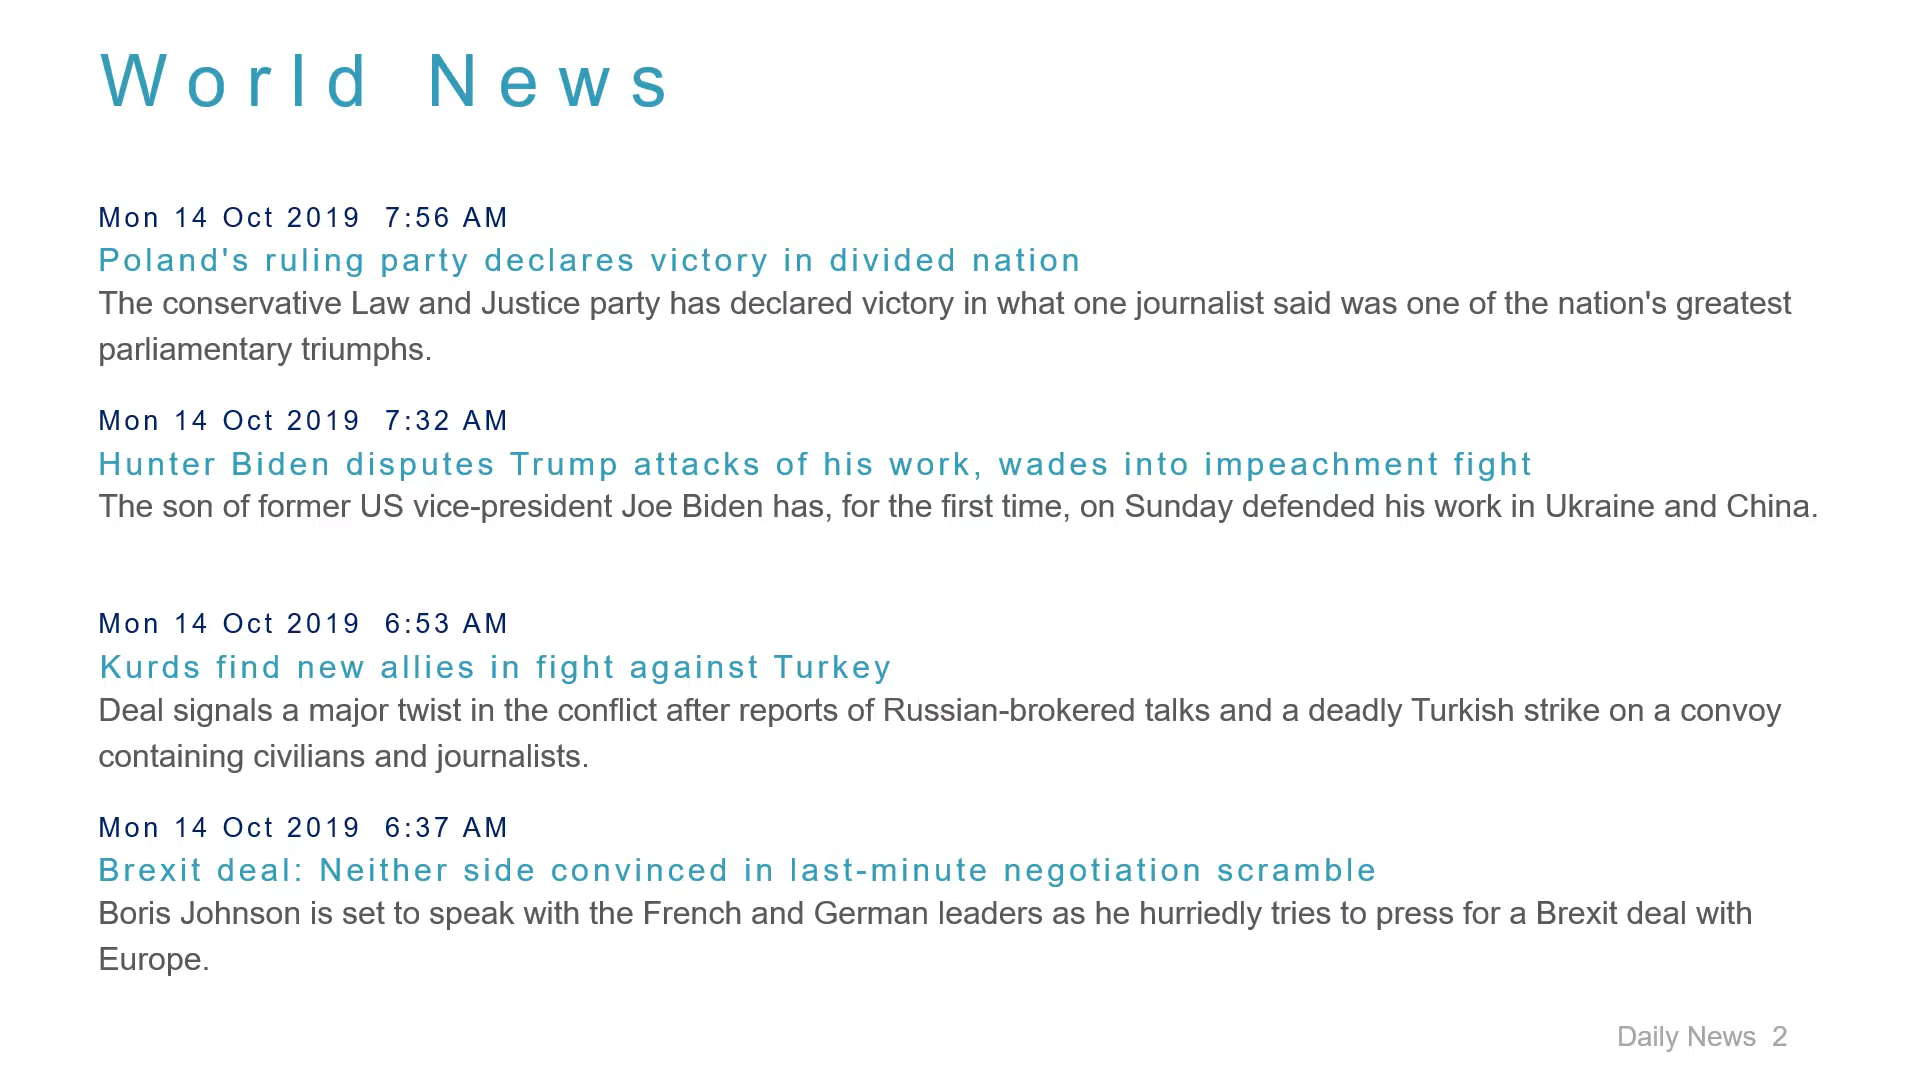 World News
Mon 14 Oct 2019 7:56 AM
Poland's ruling party declares victory in divided nation
The conservative Law and Justice party has declared victory in what one journalist said was one of the nation's greatest
parliamentary triumphs.
Mon 14 Oct 2019 7:32 AM
Hunter Biden disputes Trump attacks of his work, wades into impeachment fight
The son of former US vice-president Joe Biden has, for the first time, on Sunday defended his work in Ukraine and China.
Mon 14 Oct 2019 6:53 AM
Kurds find new allies in fight against Turkey
Deal signals a major twist in the conflict after reports of Russian-brokered talks and a deadly Turkish strike on a convoy
containing civilians and journalists.
Mon 14 Oct 2019 6:37 AM
Brexit deal: Neither side convinced in last-minute negotiation scramble
Boris Johnson is set to speak with the French and German leaders as he hurriedly tries to press for a Brexit deal with
Europe.
Daily News 2